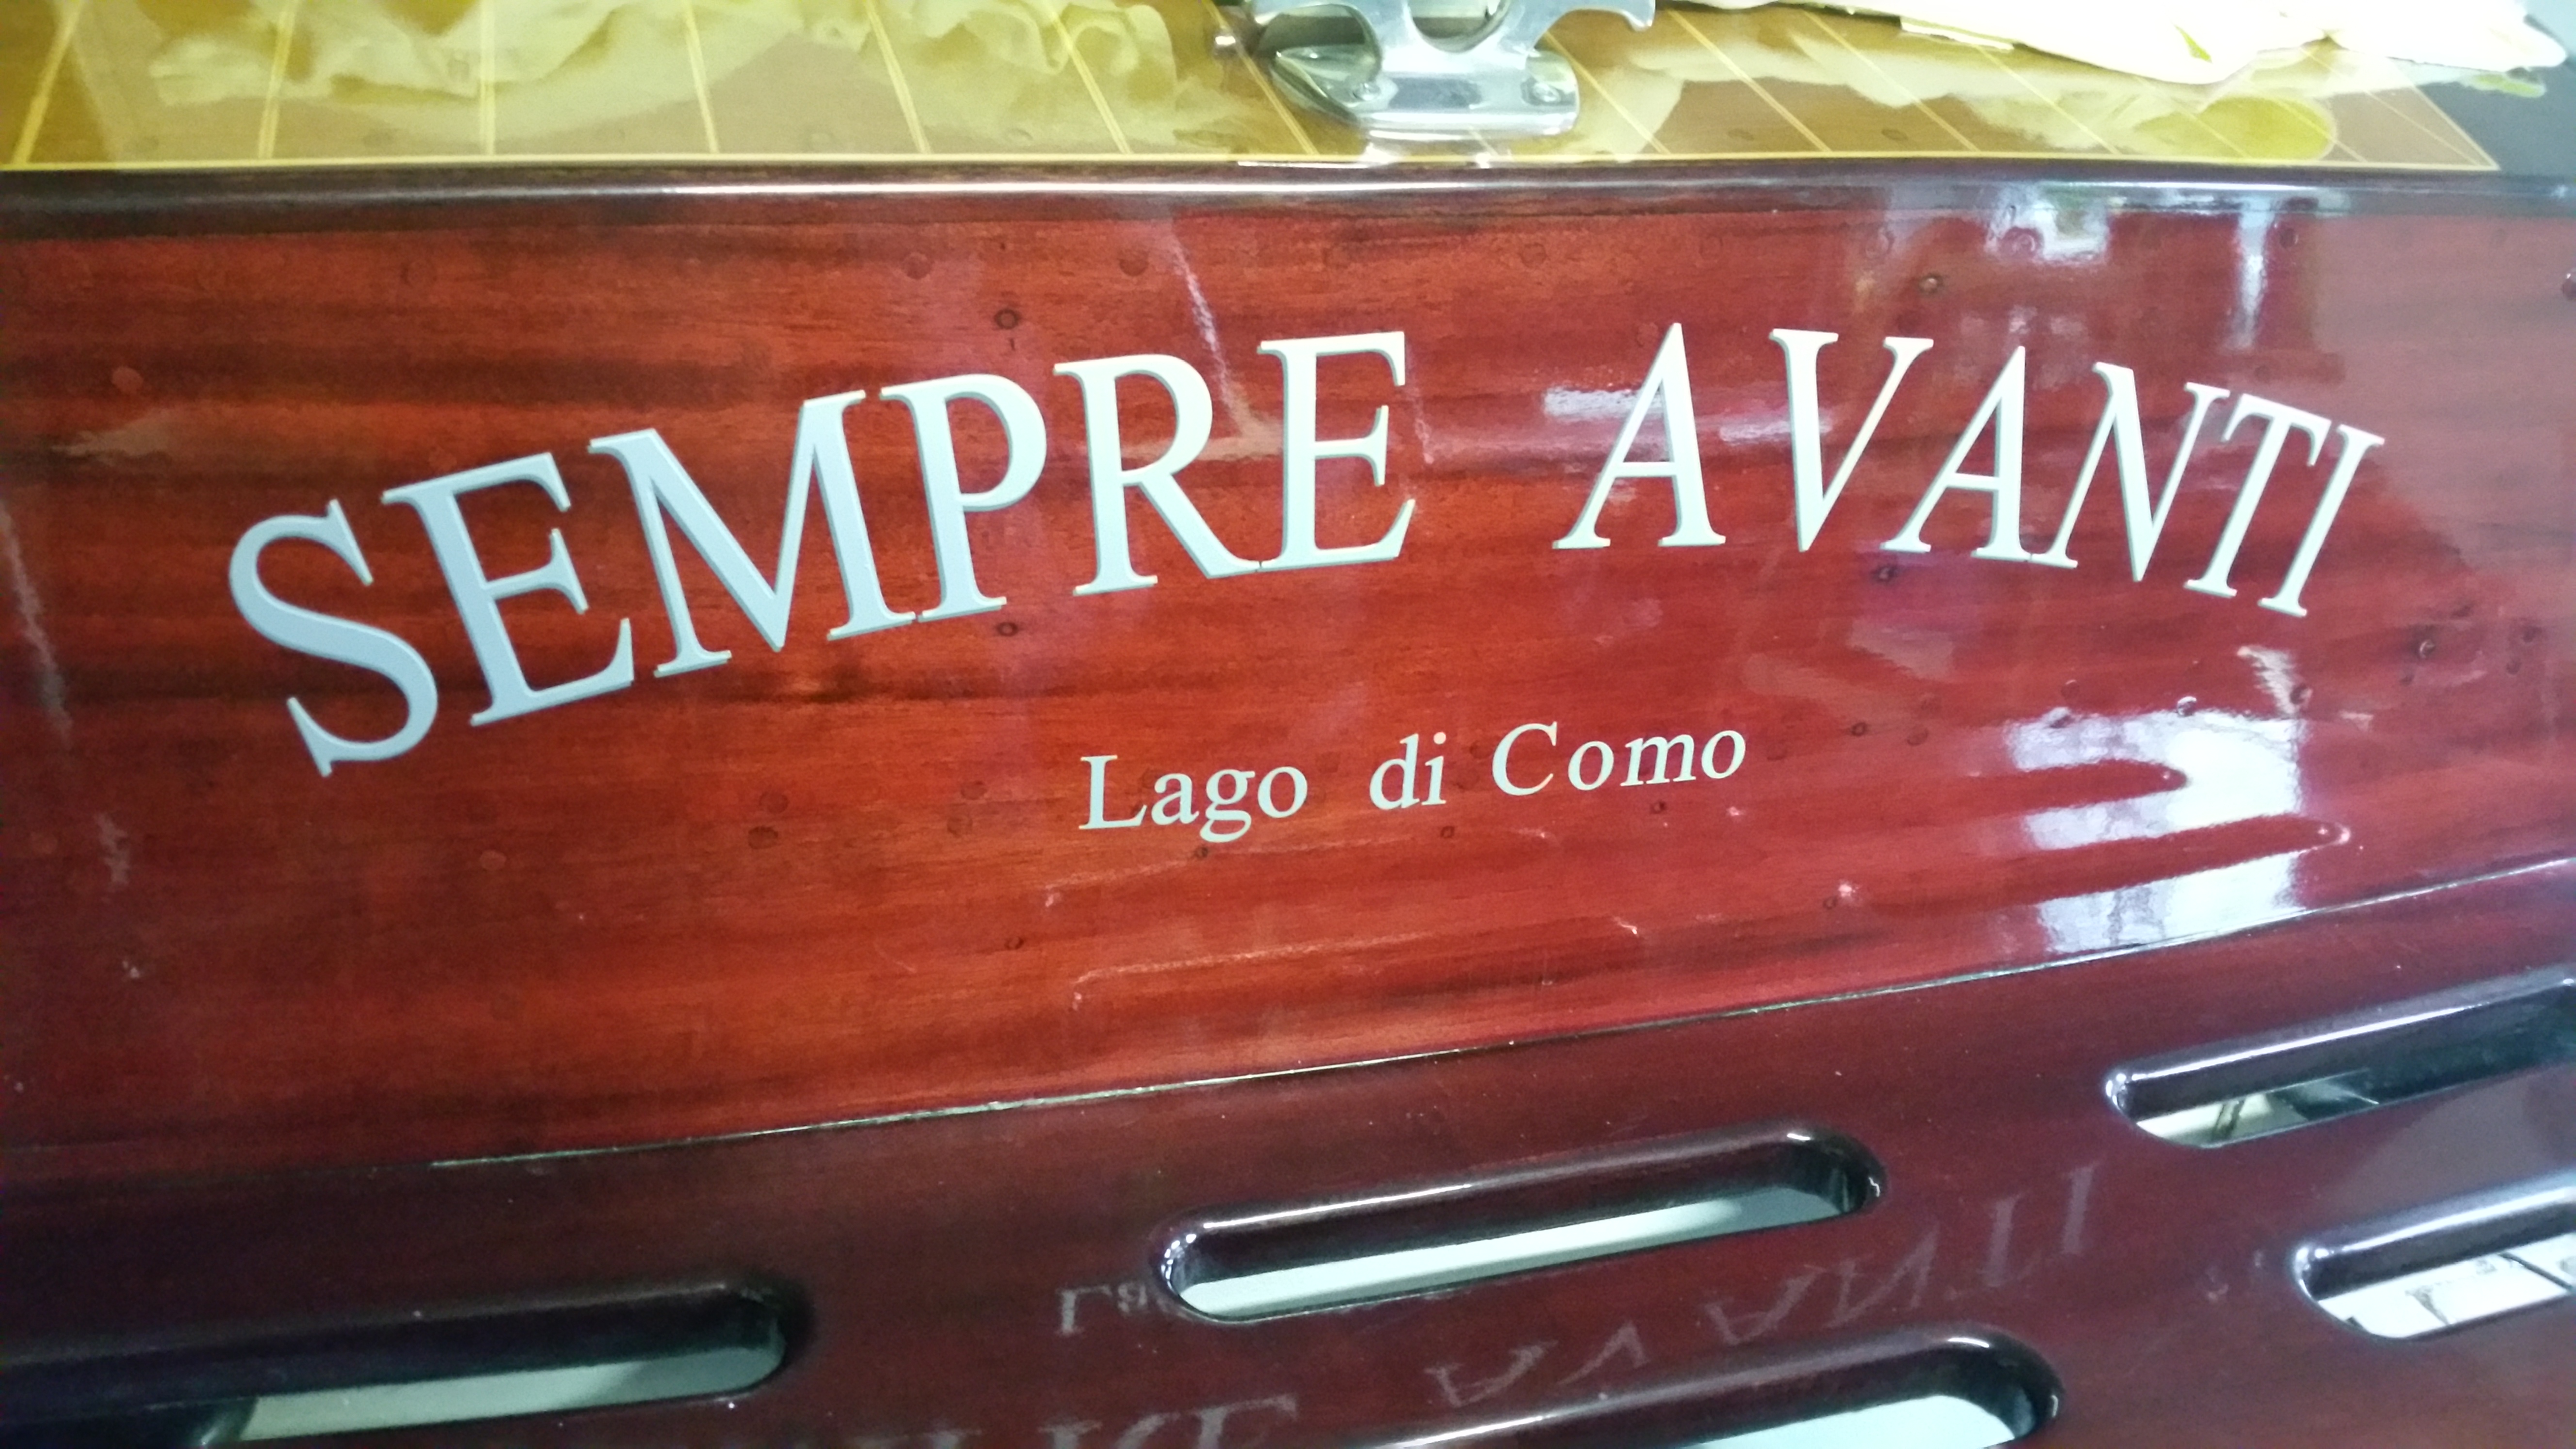 SEMPRE AVANTI
Lago di Como